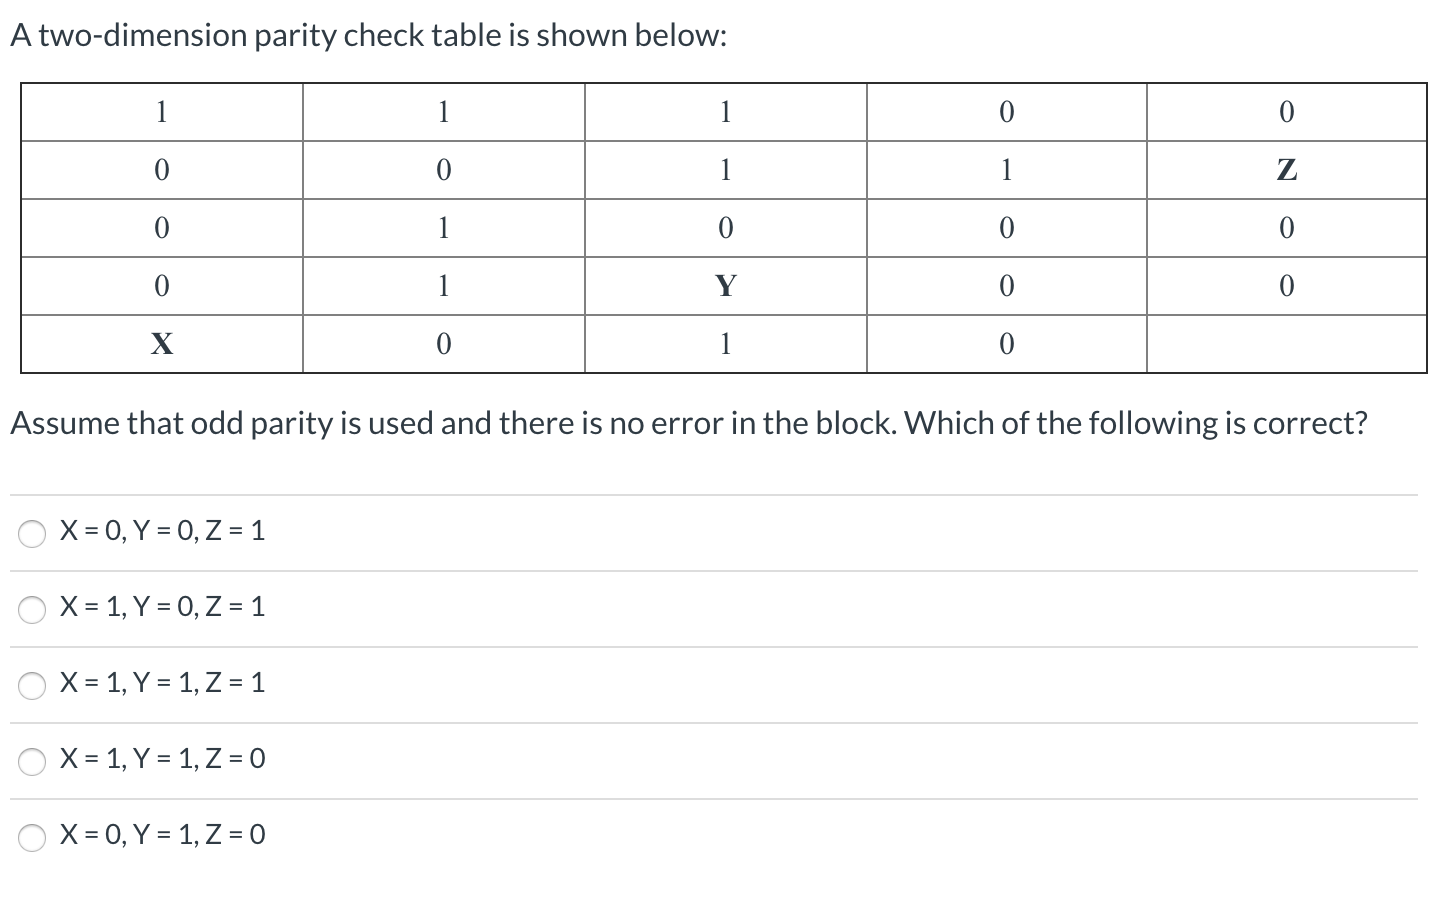 A two-dimension parity check table is shown below:
1 1 1 0 0
0 0 1 1 Z
0 1 0 0 0
0 1 Y 0 0
X 0 1 0
Assume that odd parity is used and there is no error in the block. Which of the following is correct?
X = 0, Y = 0, Z = 1
X = 1, Y = 0, Z = 1
X = 1, Y = 1, Z = 1
X = 1, Y = 1, Z = 0
X = 0, Y = 1, Z = 0